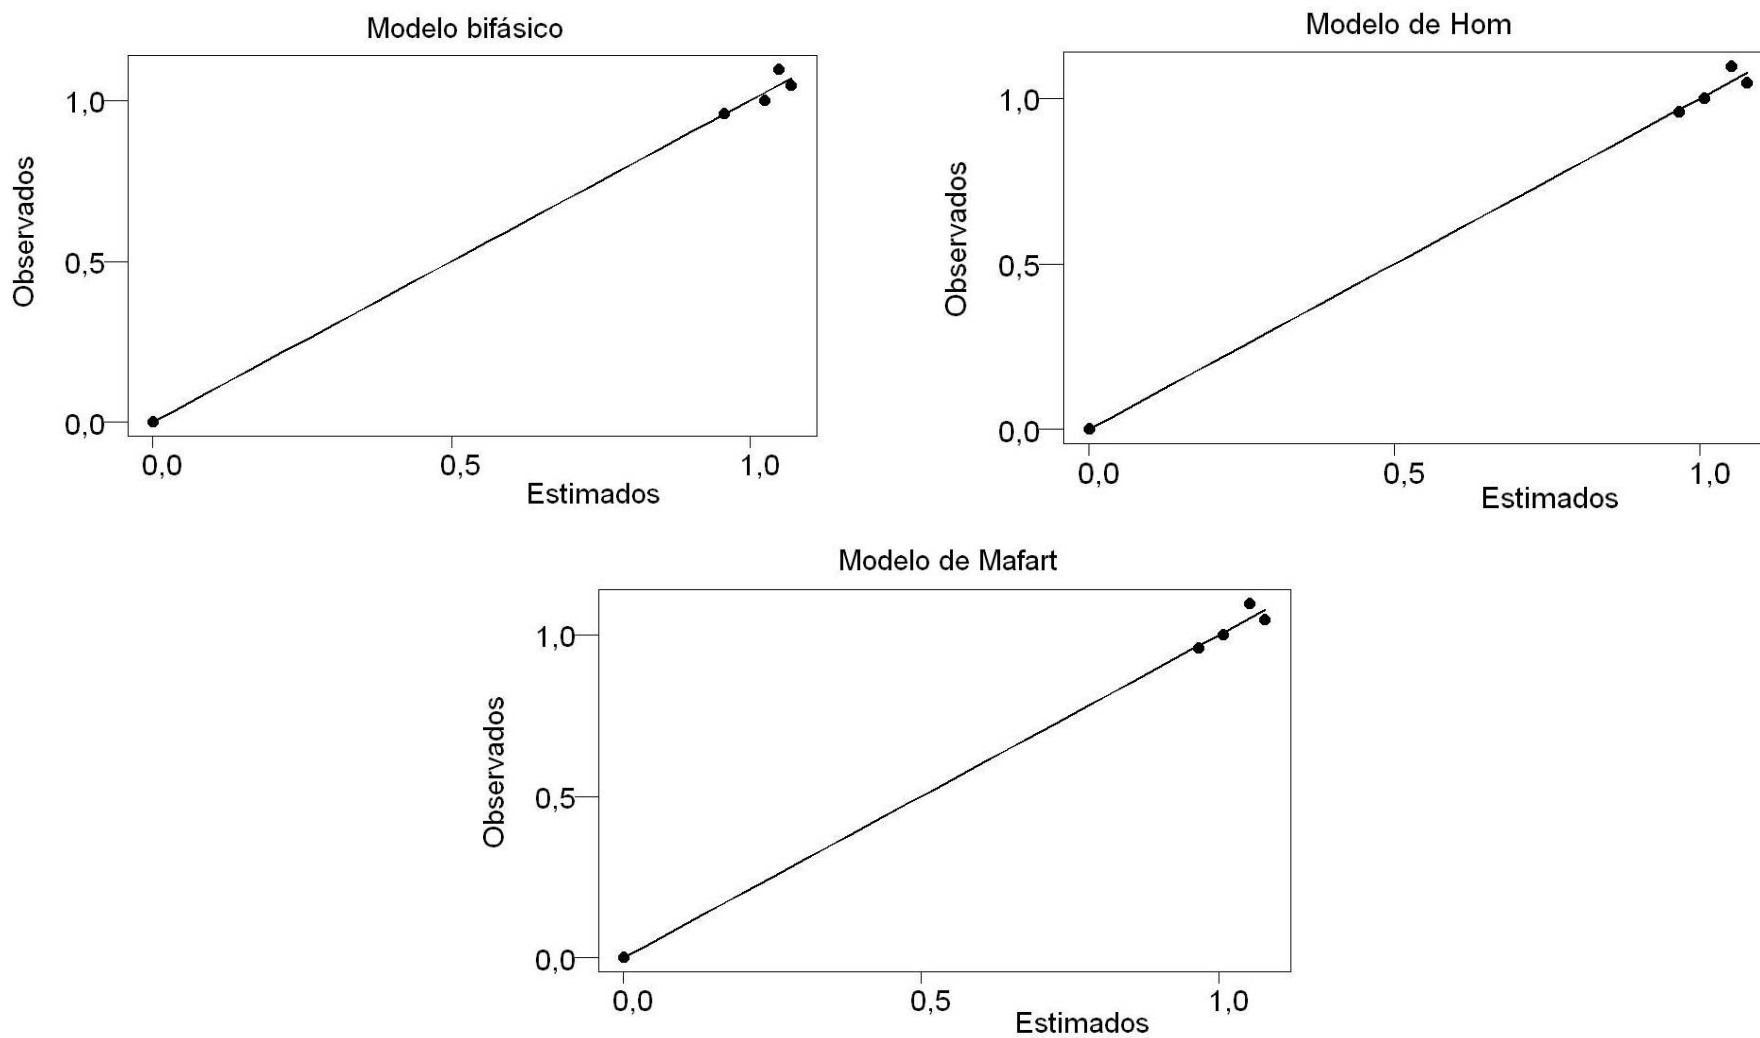 Modelo bifásico
Observados
1,0
0,5
0,0
0,0 0,5 1,0
Estimados
Modelo de Hom
Observados
1,0
0,5
0,0
0,0 0,5 1,0
Estimados
Modelo de Mafart
Observados
1,0
0,5
0,0
0,0 0,5 1,0
Estimados